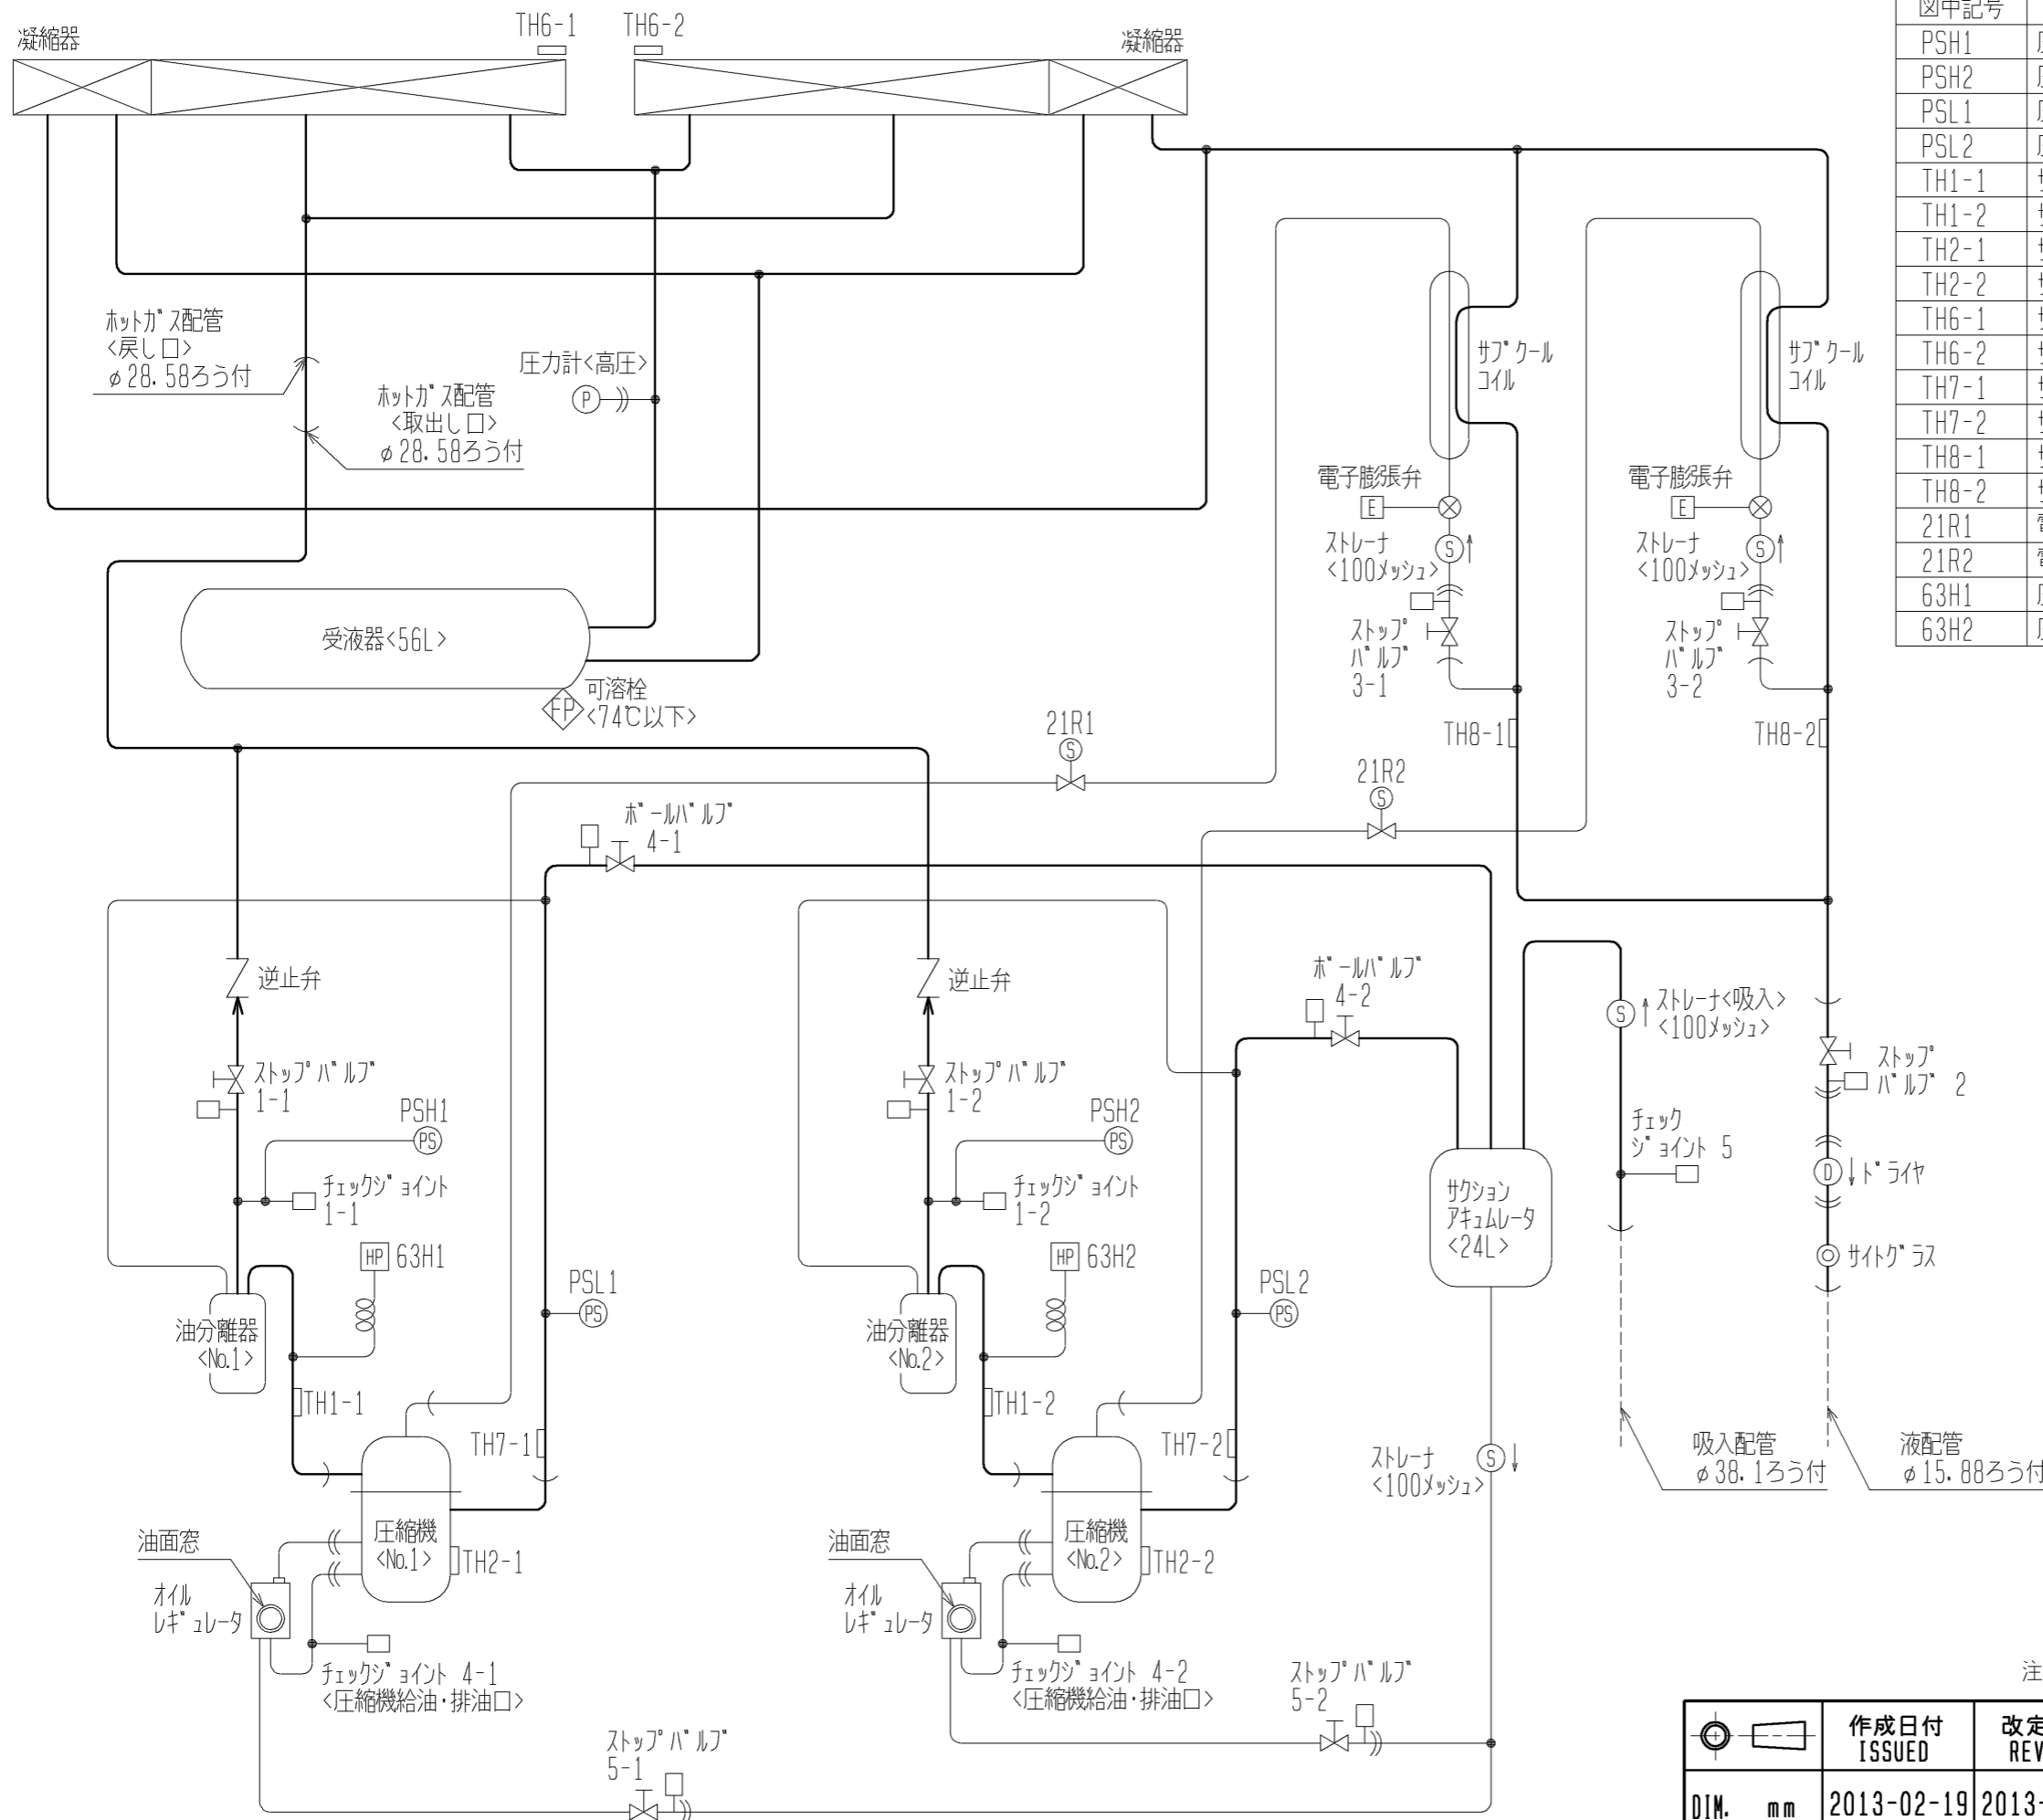 TH6-1
TH6-2
凝縮器
凝縮器
ホットガス配管
<戻し口>
φ28.58ろう付
ホットガス配管
<取出し口>
φ28.58ろう付
圧力計<高圧>
P
サブクール
コイル
サブクール
コイル
電子膨張弁
E
電子膨張弁
E
ストレーナ
<100メッシュ>
S
ストレーナ
<100メッシュ>
S
ストップ
バルブ
3-1
ストップ
バルブ
3-2
受液器<56L>
FP
可溶栓
<74℃以下>
TH8-1
TH8-2
21R1
S
21R2
S
ボールバルブ
4-1
逆止弁
逆止弁
ボールバルブ
4-2
S
ストレーナ<吸入>
<100メッシュ>
ストップバルブ
1-1
ストップバルブ
1-2
ストップ
バルブ 2
PSH1
PS
PSH2
PS
チェック
ジョイント 5
チェックジョイント
1-1
チェックジョイント
1-2
D
ドライヤ
サクション
アキュムレータ
<24L>
HP
63H1
HP
63H2
サイトグラス
PSL1
PS
PSL2
PS
油分離器
<No.1>
油分離器
<No.2>
TH1-1
TH1-2
TH7-1
TH7-2
ストレーナ
<100メッシュ>
S
吸入配管
φ38.1ろう付
液配管
φ15.88ろう付
圧縮機
<No.1>
TH2-1
圧縮機
<No.2>
TH2-2
油面窓
油面窓
オイル
レギュレータ
オイル
レギュレータ
チェックジョイント 4-1
<圧縮機給油・排油口>
チェックジョイント 4-2
<圧縮機給油・排油口>
ストップバルブ
5-2
ストップバルブ
5-1
図中記号
PSH1
PSH2
PSL1
PSL2
TH1-1
TH1-2
TH2-1
TH2-2
TH6-1
TH6-2
TH7-1
TH7-2
TH8-1
TH8-2
21R1
21R2
63H1
63H2
注
作成日付
ISSUED
改定
REV
DIM. mm
2013-02-19
2013-